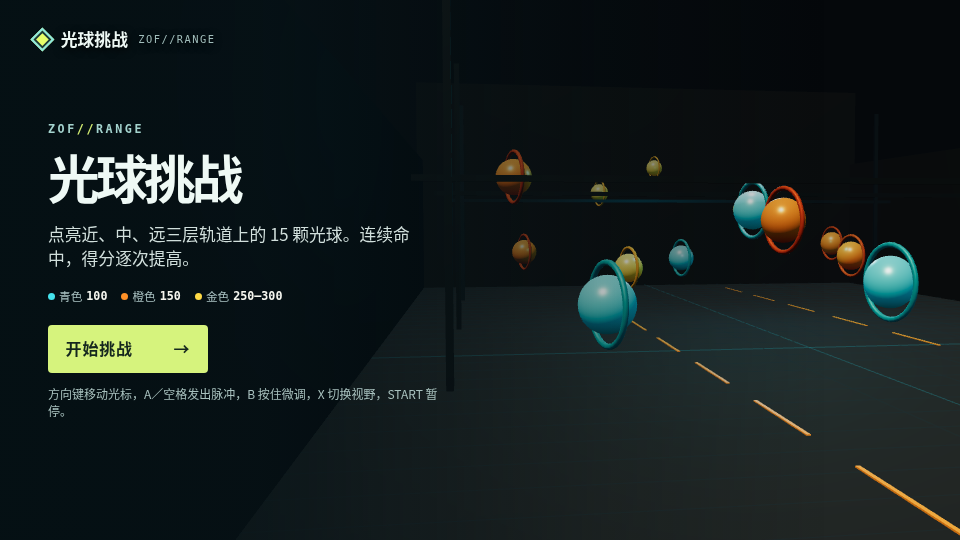 光球挑战 ZOF//RANGE
ZOF//RANGE
光球挑战
点亮近、中、远三层轨道上的 15 颗光球。连续命
中，得分逐次提高。
青色 100 橙色 150 金色 250—300
开始挑战 →
方向键移动光标，A／空格发出脉冲，B 按住微调，X 切换视野，START 暂
停。